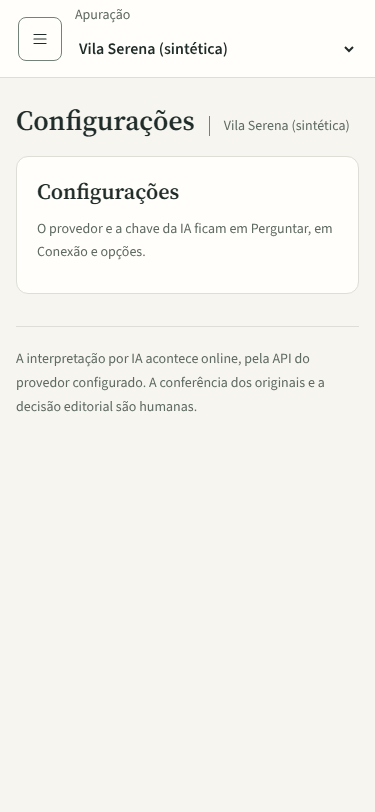 Apuração
Vila Serena (sintética)
Configurações
Vila Serena (sintética)
Configurações
O provedor e a chave da IA ficam em Perguntar, em
Conexão e opções.
A interpretação por IA acontece online, pela API do
provedor configurado. A conferência dos originais e a
decisão editorial são humanas.